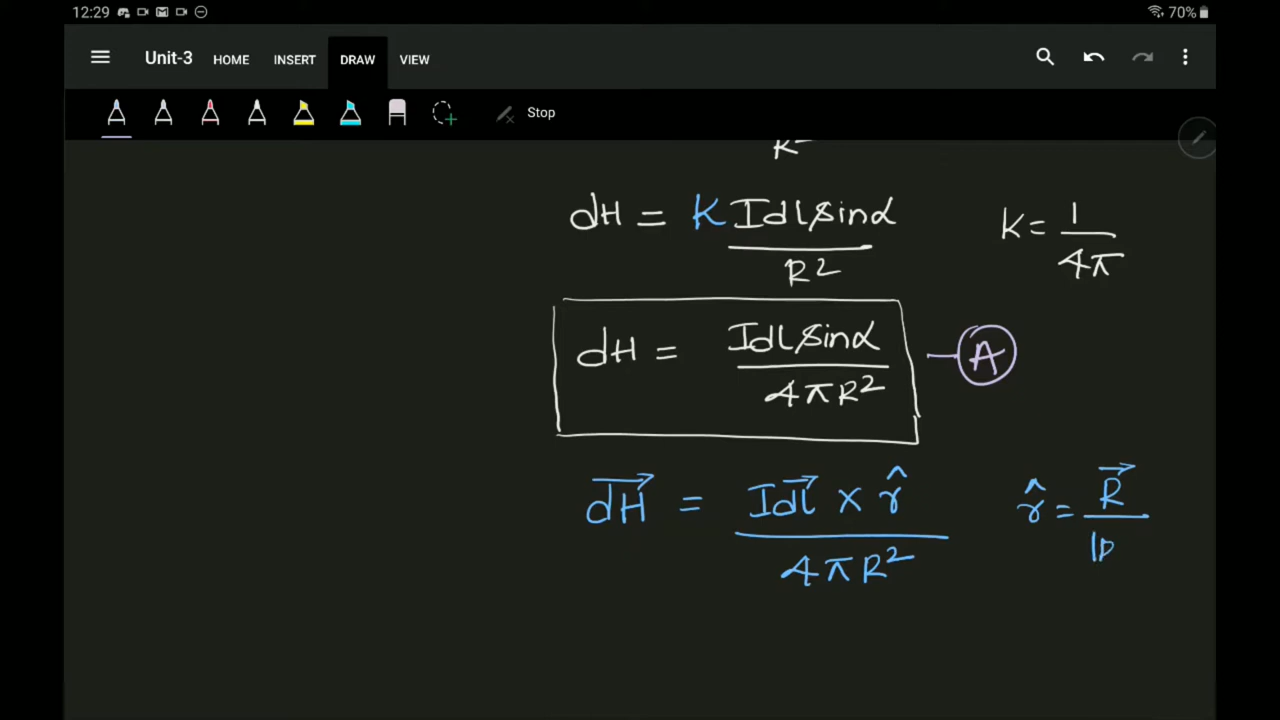 12:29 70%
Unit-3 HOME INSERT DRAW VIEW
Stop
dH = K Idl sinα / R² K = 1 / 4π
dH = Idl sinα / 4πR² — A
→dH = I→dl × r̂ / 4πR² r̂ = →R /